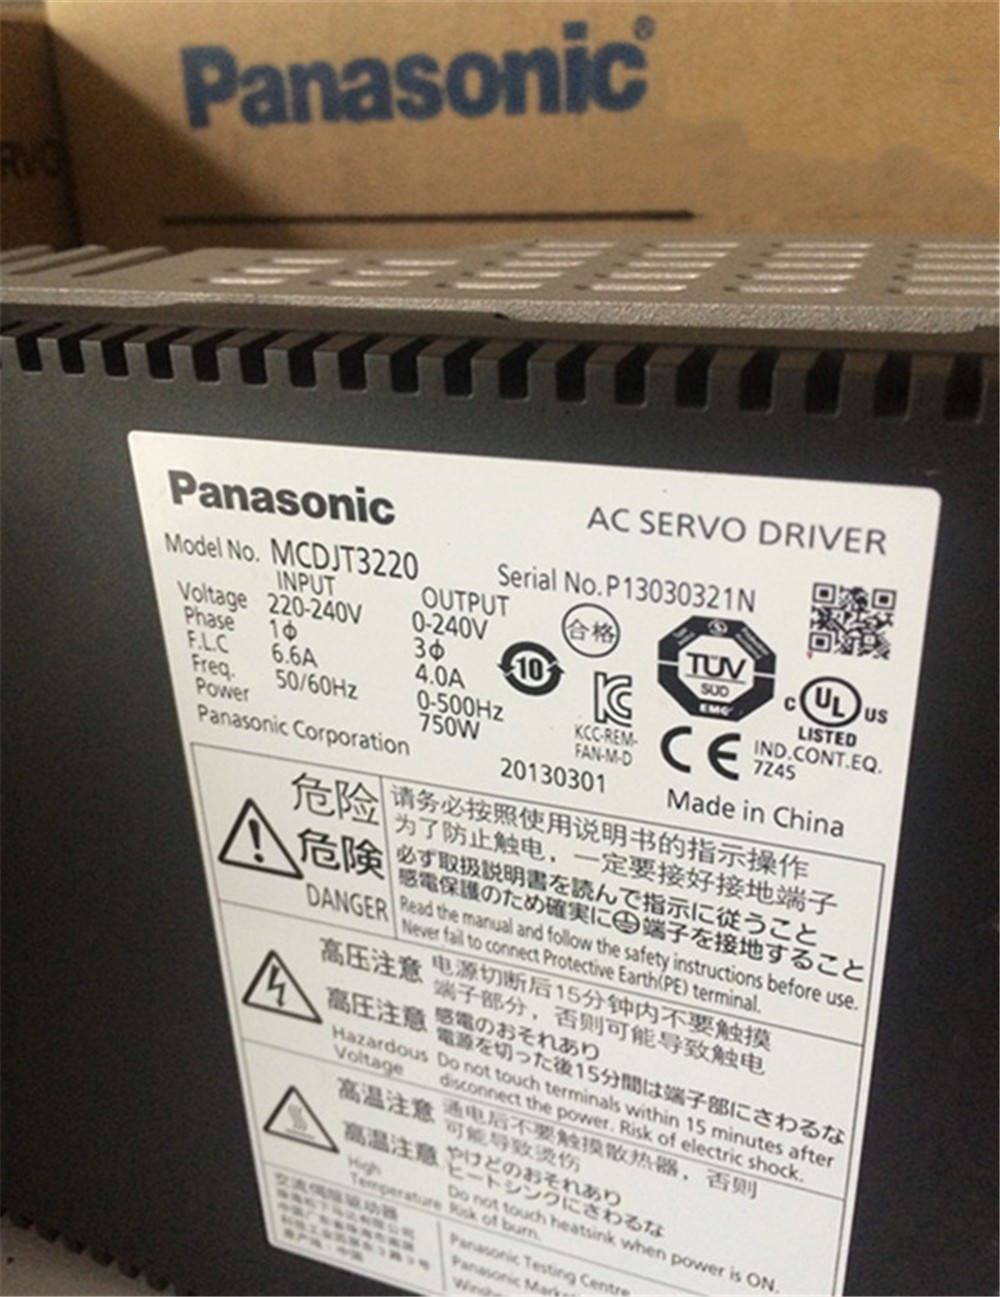 Panasonic®
Panasonic
AC SERVO DRIVER
Model No. MCDJT3220
Serial No. P13030321N
INPUT OUTPUT
Voltage 220-240V 0-240V
Phase 1ϕ 3ϕ
F.L.C 6.6A 4.0A
Freq. 50/60Hz 0-500Hz
Power 750W
Panasonic Corporation
20130301
合格
10
KCC-REM-
FAN-M-D
TÜV
SÜD
EMC
CE
c UL US
LISTED
IND.CONT.EQ.
7Z45
Made in China
危险
危険
DANGER
请务必按照使用说明书的指示操作
为了防止触电，一定要接好接地端子
必ず取扱説明書を読んで指示に従うこと
感電保護のため確実に⏚端子を接地すること
Read the manual and follow the safety instructions before use.
Never fail to connect Protective Earth(PE) terminal.
高压注意
高圧注意
Hazardous
Voltage
电源切断后15分钟内不要触摸
端子部分，否则可能导致触电
感電のおそれあり
電源を切った後15分間は端子部にさわるな
Do not touch terminals within 15 minutes after
disconnect the power. Risk of electric shock.
高温注意
高温注意
High
Temperature
通电后不要触摸散热器，否则
可能导致烫伤
やけどのおそれあり
ヒートシンクにさわるな
Do not touch heatsink when power is ON.
Risk of burn.
交流伺服驱动器
原产地：中国
Panasonic Testing Centre
Panasonic Marke